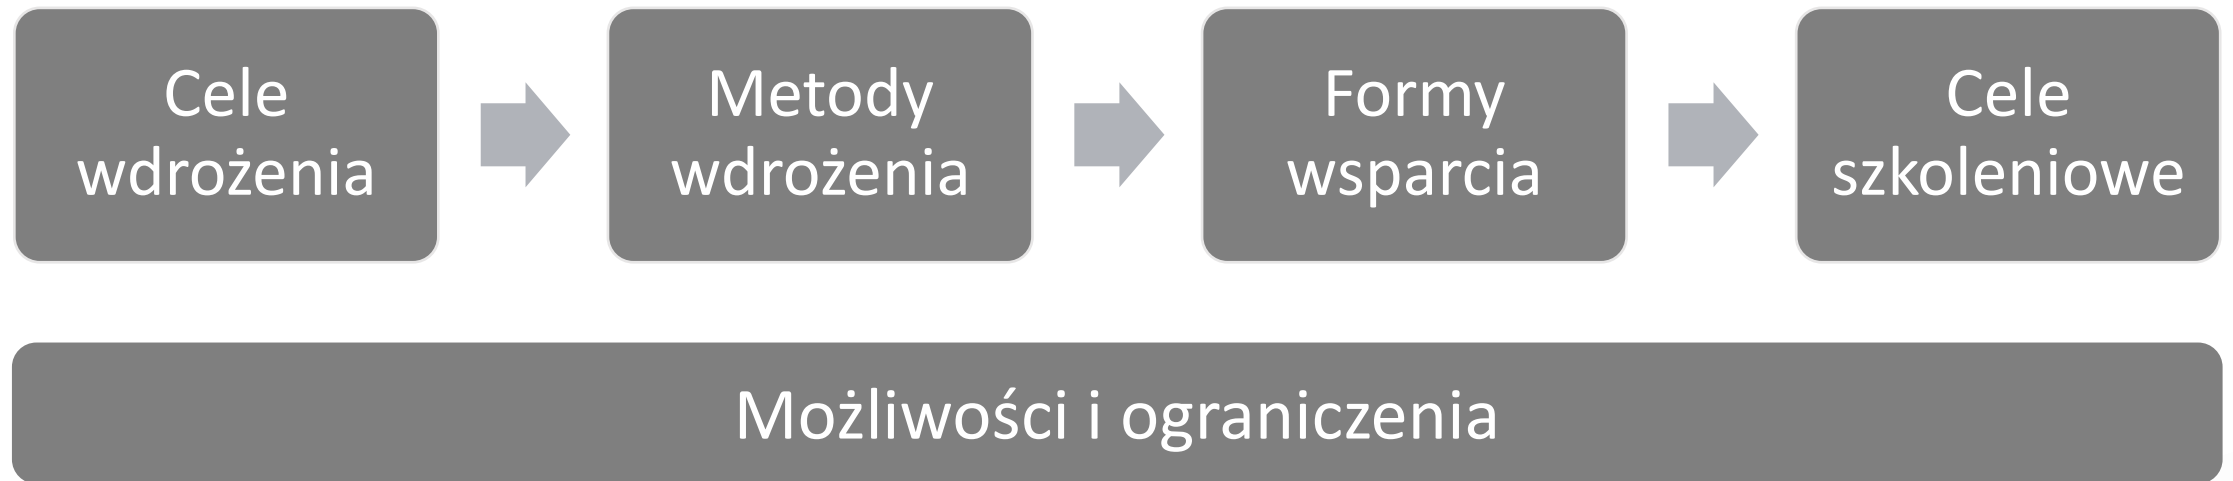 Cele
wdrożenia
Metody
wdrożenia
Formy
wsparcia
Cele
szkoleniowe
Możliwości i ograniczenia